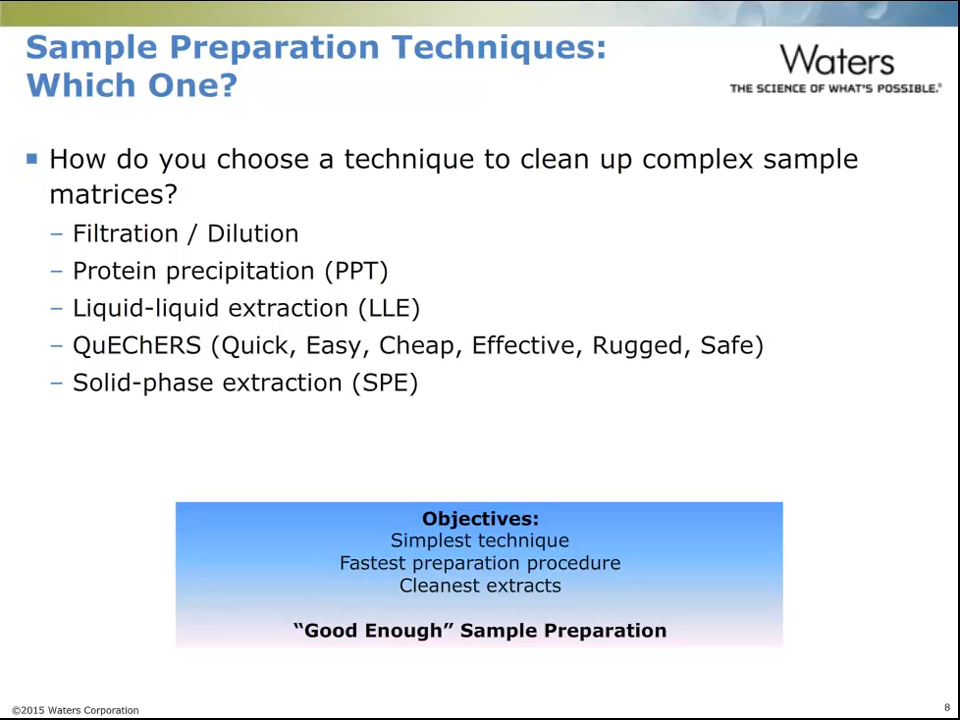 Sample Preparation Techniques:
Which One?
Waters
THE SCIENCE OF WHAT'S POSSIBLE.®
■ How do you choose a technique to clean up complex sample
matrices?
– Filtration / Dilution
– Protein precipitation (PPT)
– Liquid-liquid extraction (LLE)
– QuEChERS (Quick, Easy, Cheap, Effective, Rugged, Safe)
– Solid-phase extraction (SPE)
Objectives:
Simplest technique
Fastest preparation procedure
Cleanest extracts
“Good Enough” Sample Preparation
©2015 Waters Corporation
8